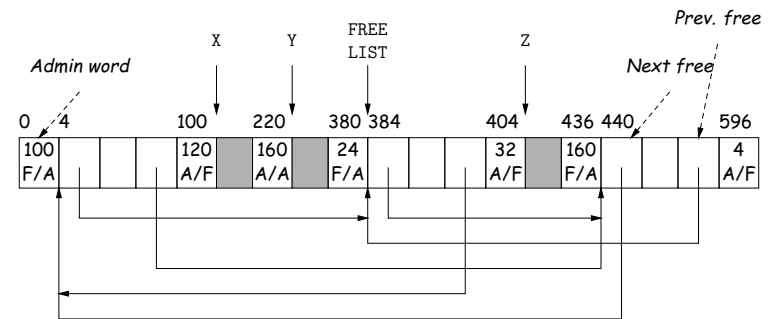 Prev. free
FREE
X Y LIST Z
Admin word Next free
0 4 100 220 380 384 404 436 440 596
100 120 160 24 32 160 4
F/A A/F A/A F/A A/F F/A A/F